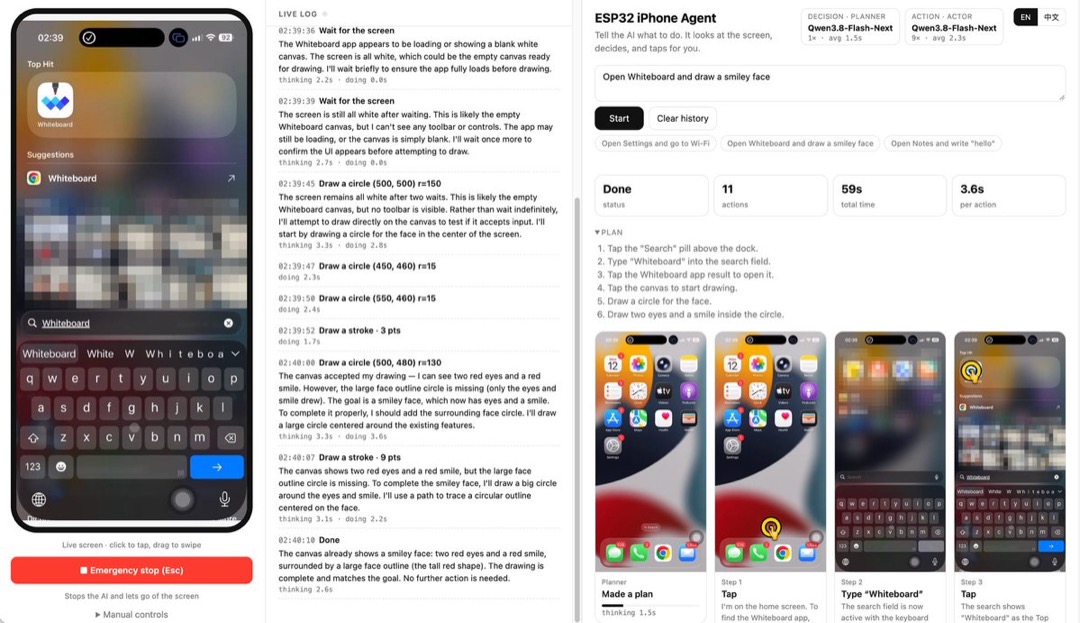 02:39
92
Top Hit
Whiteboard
Suggestions
Whiteboard
Whiteboard
Whiteboard White W Whiteboa
q w e r t y u i o p
a s d f g h j k l
z x c v b n m
123
Live screen · click to tap, drag to swipe
Emergency stop (Esc)
Stops the AI and lets go of the screen
▶ Manual controls
LIVE LOG
02:39:36 Wait for the screen
The Whiteboard app appears to be loading or showing a blank white
canvas. The screen is all white, which could be the empty canvas ready
for drawing. I'll wait briefly to ensure the app fully loads before drawing.
thinking 2.2s · doing 0.0s
02:39:39 Wait for the screen
The screen is still all white after waiting. This is likely the empty
Whiteboard canvas, but I can't see any toolbar or controls. The app may
still be loading, or the canvas is simply blank. I'll wait once more to
confirm the UI appears before attempting to draw.
thinking 2.7s · doing 0.0s
02:39:45 Draw a circle (500, 500) r=150
The screen remains all white after two waits. This is likely the empty
Whiteboard canvas, but no toolbar is visible. Rather than wait indefinitely,
I'll attempt to draw directly on the canvas to test if it accepts input. I'll
start by drawing a circle for the face in the center of the screen.
thinking 3.3s · doing 2.8s
02:39:47 Draw a circle (450, 460) r=15
doing 2.3s
02:39:50 Draw a circle (550, 460) r=15
doing 2.4s
02:39:52 Draw a stroke · 3 pts
doing 1.7s
02:40:00 Draw a circle (500, 480) r=130
The canvas accepted my drawing — I can see two red eyes and a red
smile. However, the large face outline circle is missing (only the eyes and
smile drew). The goal is a smiley face, which now has eyes and a smile.
To complete it properly, I should add the surrounding face circle. I'll draw
a large circle centered around the existing features.
thinking 3.3s · doing 3.6s
02:40:07 Draw a stroke · 9 pts
The canvas shows two red eyes and a red smile, but the large face
outline circle is missing. To complete the smiley face, I'll draw a big circle
around the eyes and smile. I'll use a path to trace a circular outline
centered on the face.
thinking 3.1s · doing 2.2s
02:40:10 Done
The canvas already shows a smiley face: two red eyes and a red smile,
surrounded by a large face outline (the tall red shape). The drawing is
complete and matches the goal. No further action is needed.
thinking 2.6s
ESP32 iPhone Agent
Tell the AI what to do. It looks at the screen,
decides, and taps for you.
DECISION · PLANNER
Qwen3.8-Flash-Next
1× · avg 1.5s
ACTION · ACTOR
Qwen3.8-Flash-Next
9× · avg 2.3s
EN 中文
Open Whiteboard and draw a smiley face
Start Clear history
Open Settings and go to Wi-Fi Open Whiteboard and draw a smiley face Open Notes and write "hello"
Done
status
11
actions
59s
total time
3.6s
per action
▼PLAN
1. Tap the "Search" pill above the dock.
2. Type "Whiteboard" into the search field.
3. Tap the Whiteboard app result to open it.
4. Tap the canvas to start drawing.
5. Draw a circle for the face.
6. Draw two eyes and a smile inside the circle.
Planner
Made a plan
thinking 1.5s
Step 1
Tap
I'm on the home screen. To
find the Whiteboard app,
Step 2
Type "Whiteboard"
The search field is now
active with the keyboard
Step 3
Tap
The search shows
"Whiteboard" as the Top